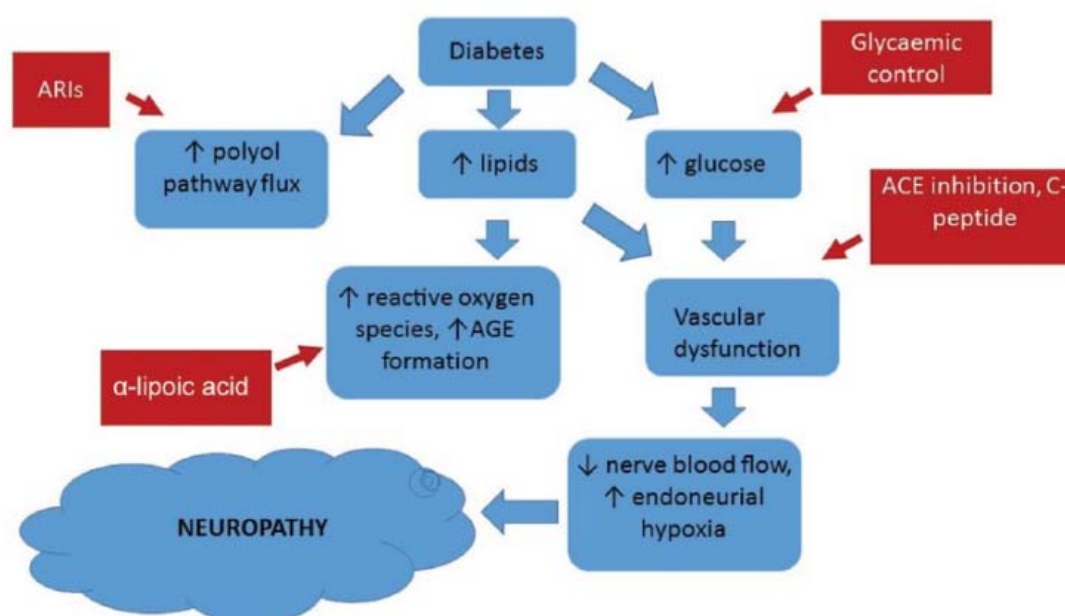 Diabetes
Glycaemic
control
ARIs
↑ polyol
pathway flux
↑ lipids
↑ glucose
ACE inhibition, C-
peptide
↑ reactive oxygen
species, ↑AGE
formation
Vascular
dysfunction
α-lipoic acid
↓ nerve blood flow,
↑ endoneurial
hypoxia
NEUROPATHY